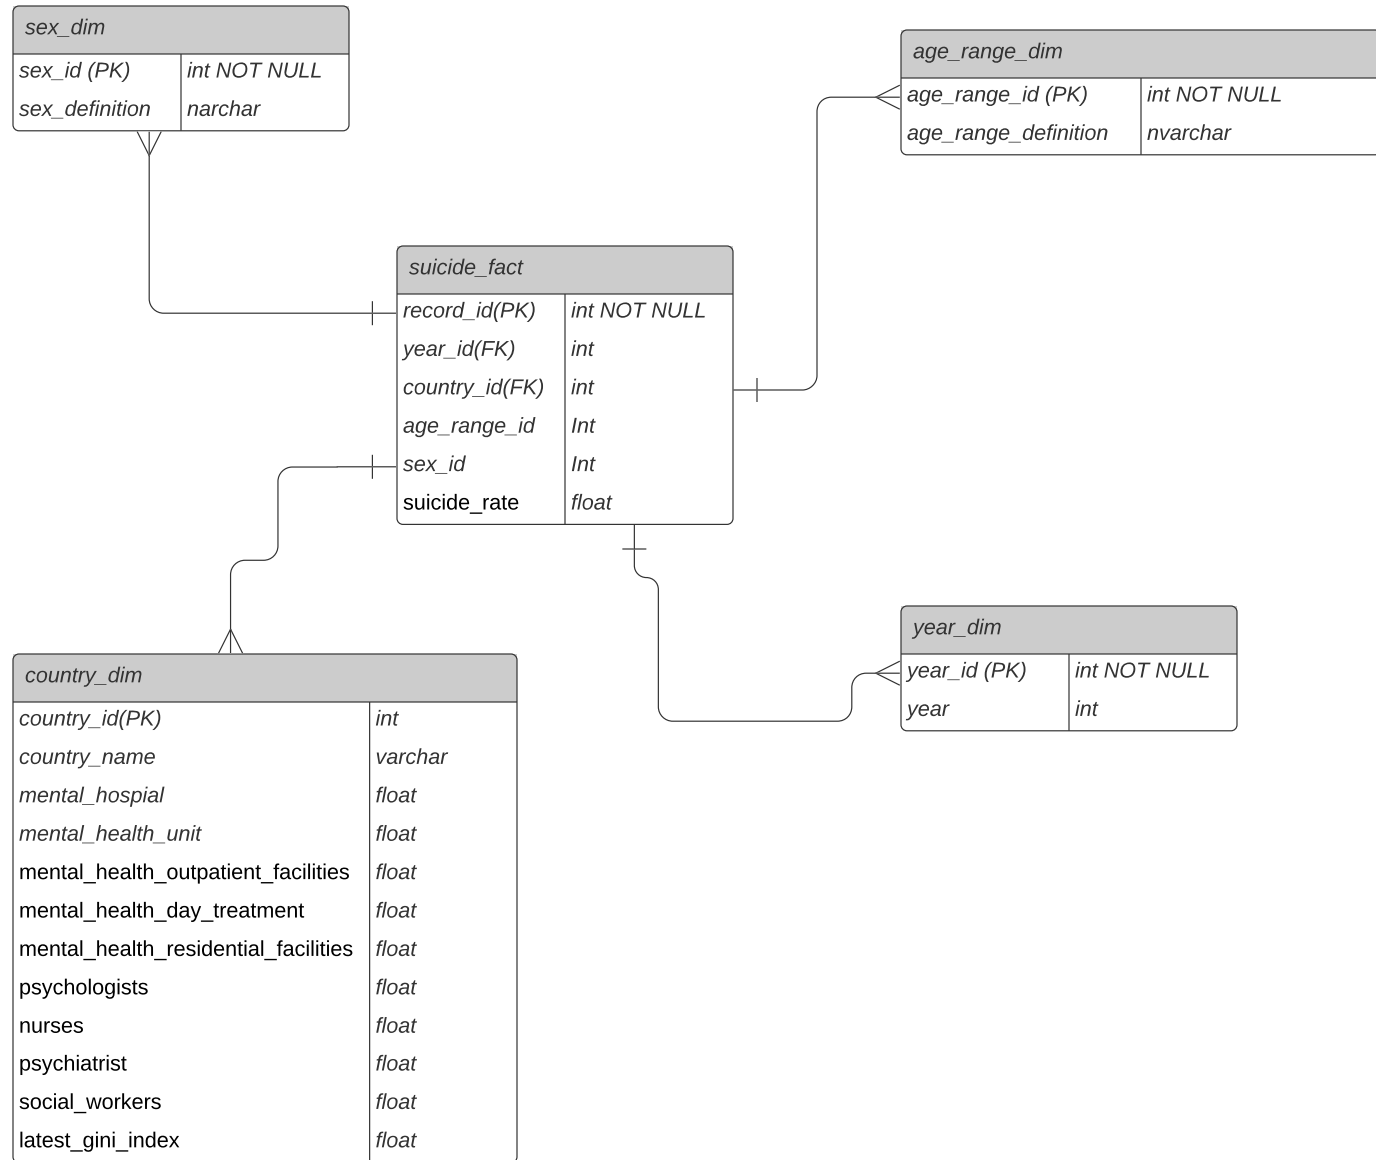 sex_dim
sex_id (PK) int NOT NULL
sex_definition narchar
age_range_dim
age_range_id (PK) int NOT NULL
age_range_definition nvarchar
suicide_fact
record_id(PK) int NOT NULL
year_id(FK) int
country_id(FK) int
age_range_id Int
sex_id Int
suicide_rate float
country_dim
country_id(PK) int
country_name varchar
mental_hospial float
mental_health_unit float
mental_health_outpatient_facilities float
mental_health_day_treatment float
mental_health_residential_facilities float
psychologists float
nurses float
psychiatrist float
social_workers float
latest_gini_index float
year_dim
year_id (PK) int NOT NULL
year int